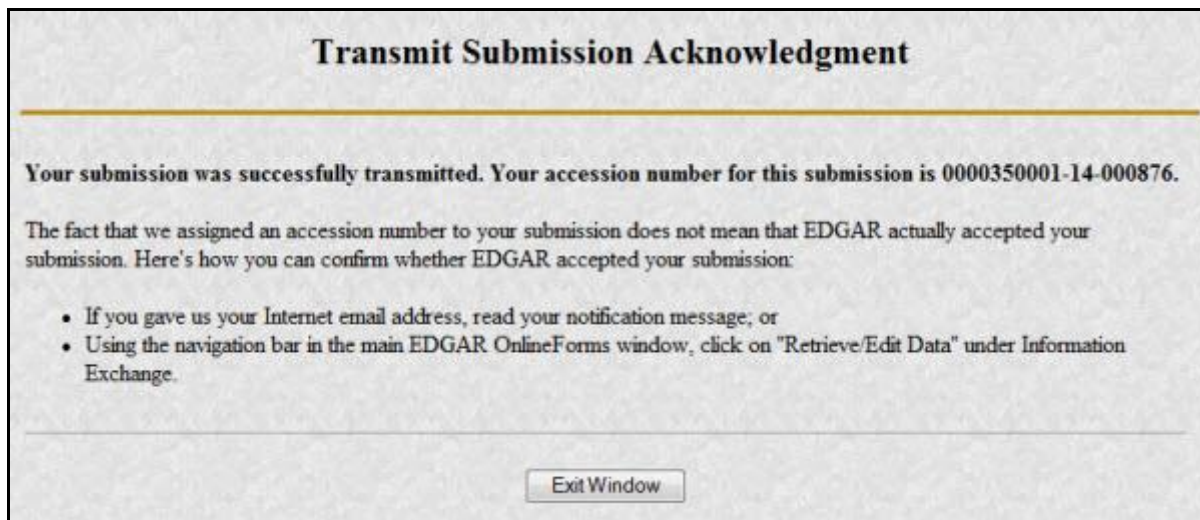 Transmit Submission Acknowledgment
Your submission was successfully transmitted. Your accession number for this submission is 0000350001-14-000876.
The fact that we assigned an accession number to your submission does not mean that EDGAR actually accepted your
submission. Here's how you can confirm whether EDGAR accepted your submission:
• If you gave us your Internet email address, read your notification message; or
• Using the navigation bar in the main EDGAR OnlineForms window, click on "Retrieve/Edit Data" under Information
Exchange.
Exit Window